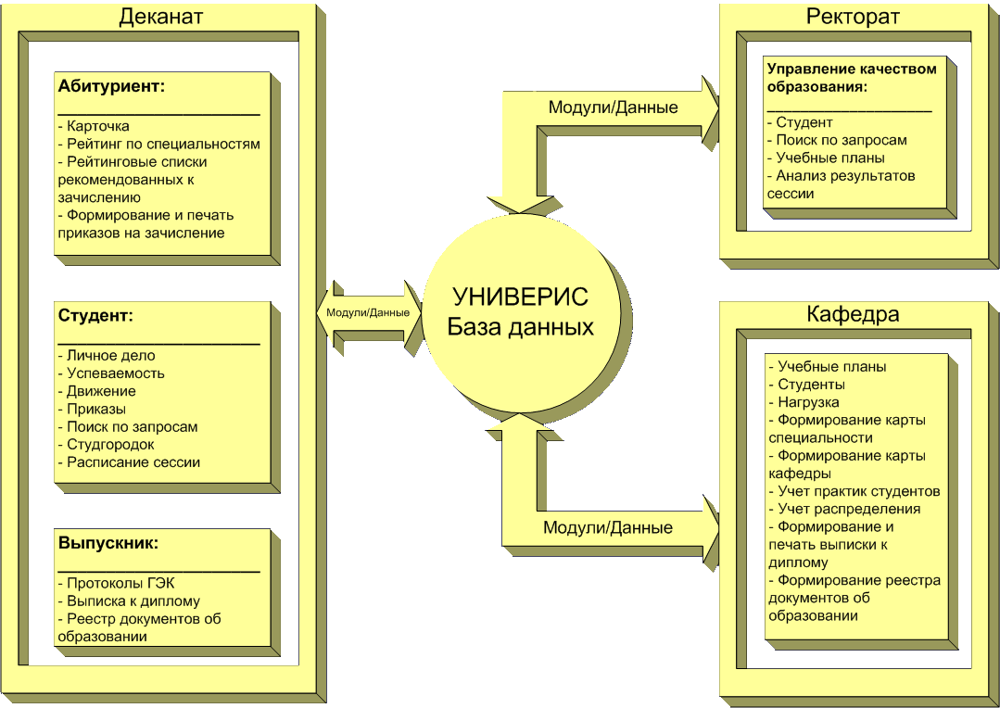 Деканат
Абитуриент:
- Карточка
- Рейтинг по специальностям
- Рейтинговые списки
рекомендованных к
зачислению
- Формирование и печать
приказов на зачисление
Студент:
- Личное дело
- Успеваемость
- Движение
- Приказы
- Поиск по запросам
- Студгородок
- Расписание сессии
Выпускник:
- Протоколы ГЭК
- Выписка к диплому
- Реестр документов об
образовании
Модули/Данные
УНИВЕРИС
База данных
Модули/Данные
Модули/Данные
Ректорат
Управление качеством
образования:
- Студент
- Поиск по запросам
- Учебные планы
- Анализ результатов
сессии
Кафедра
- Учебные планы
- Студенты
- Нагрузка
- Формирование карты
специальности
- Формирование карты
кафедры
- Учет практик студентов
- Учет распределения
- Формирование и
печать выписки к
диплому
- Формирование реестра
документов об
образовании